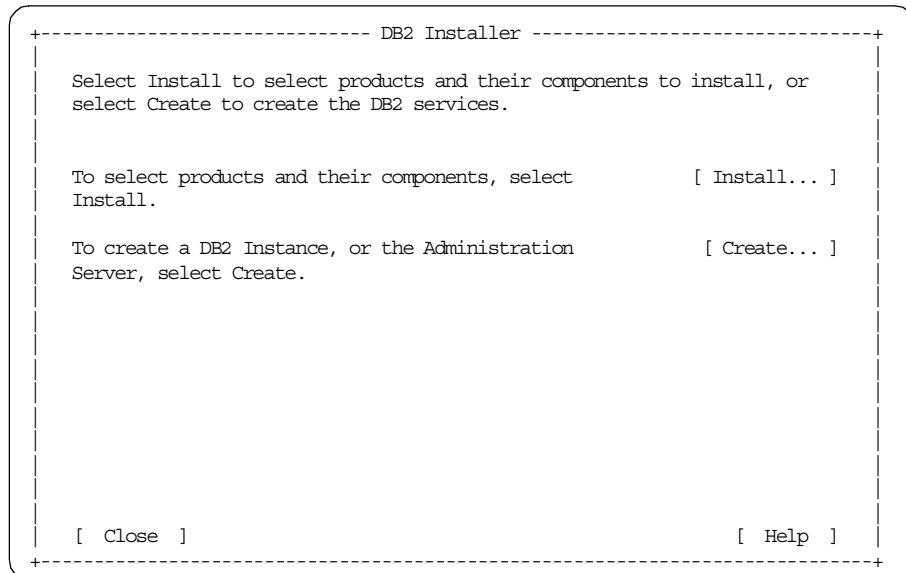 DB2 Installer
Select Install to select products and their components to install, or
select Create to create the DB2 services.
To select products and their components, select [ Install... ]
Install.
To create a DB2 Instance, or the Administration [ Create... ]
Server, select Create.
[ Close ] [ Help ]